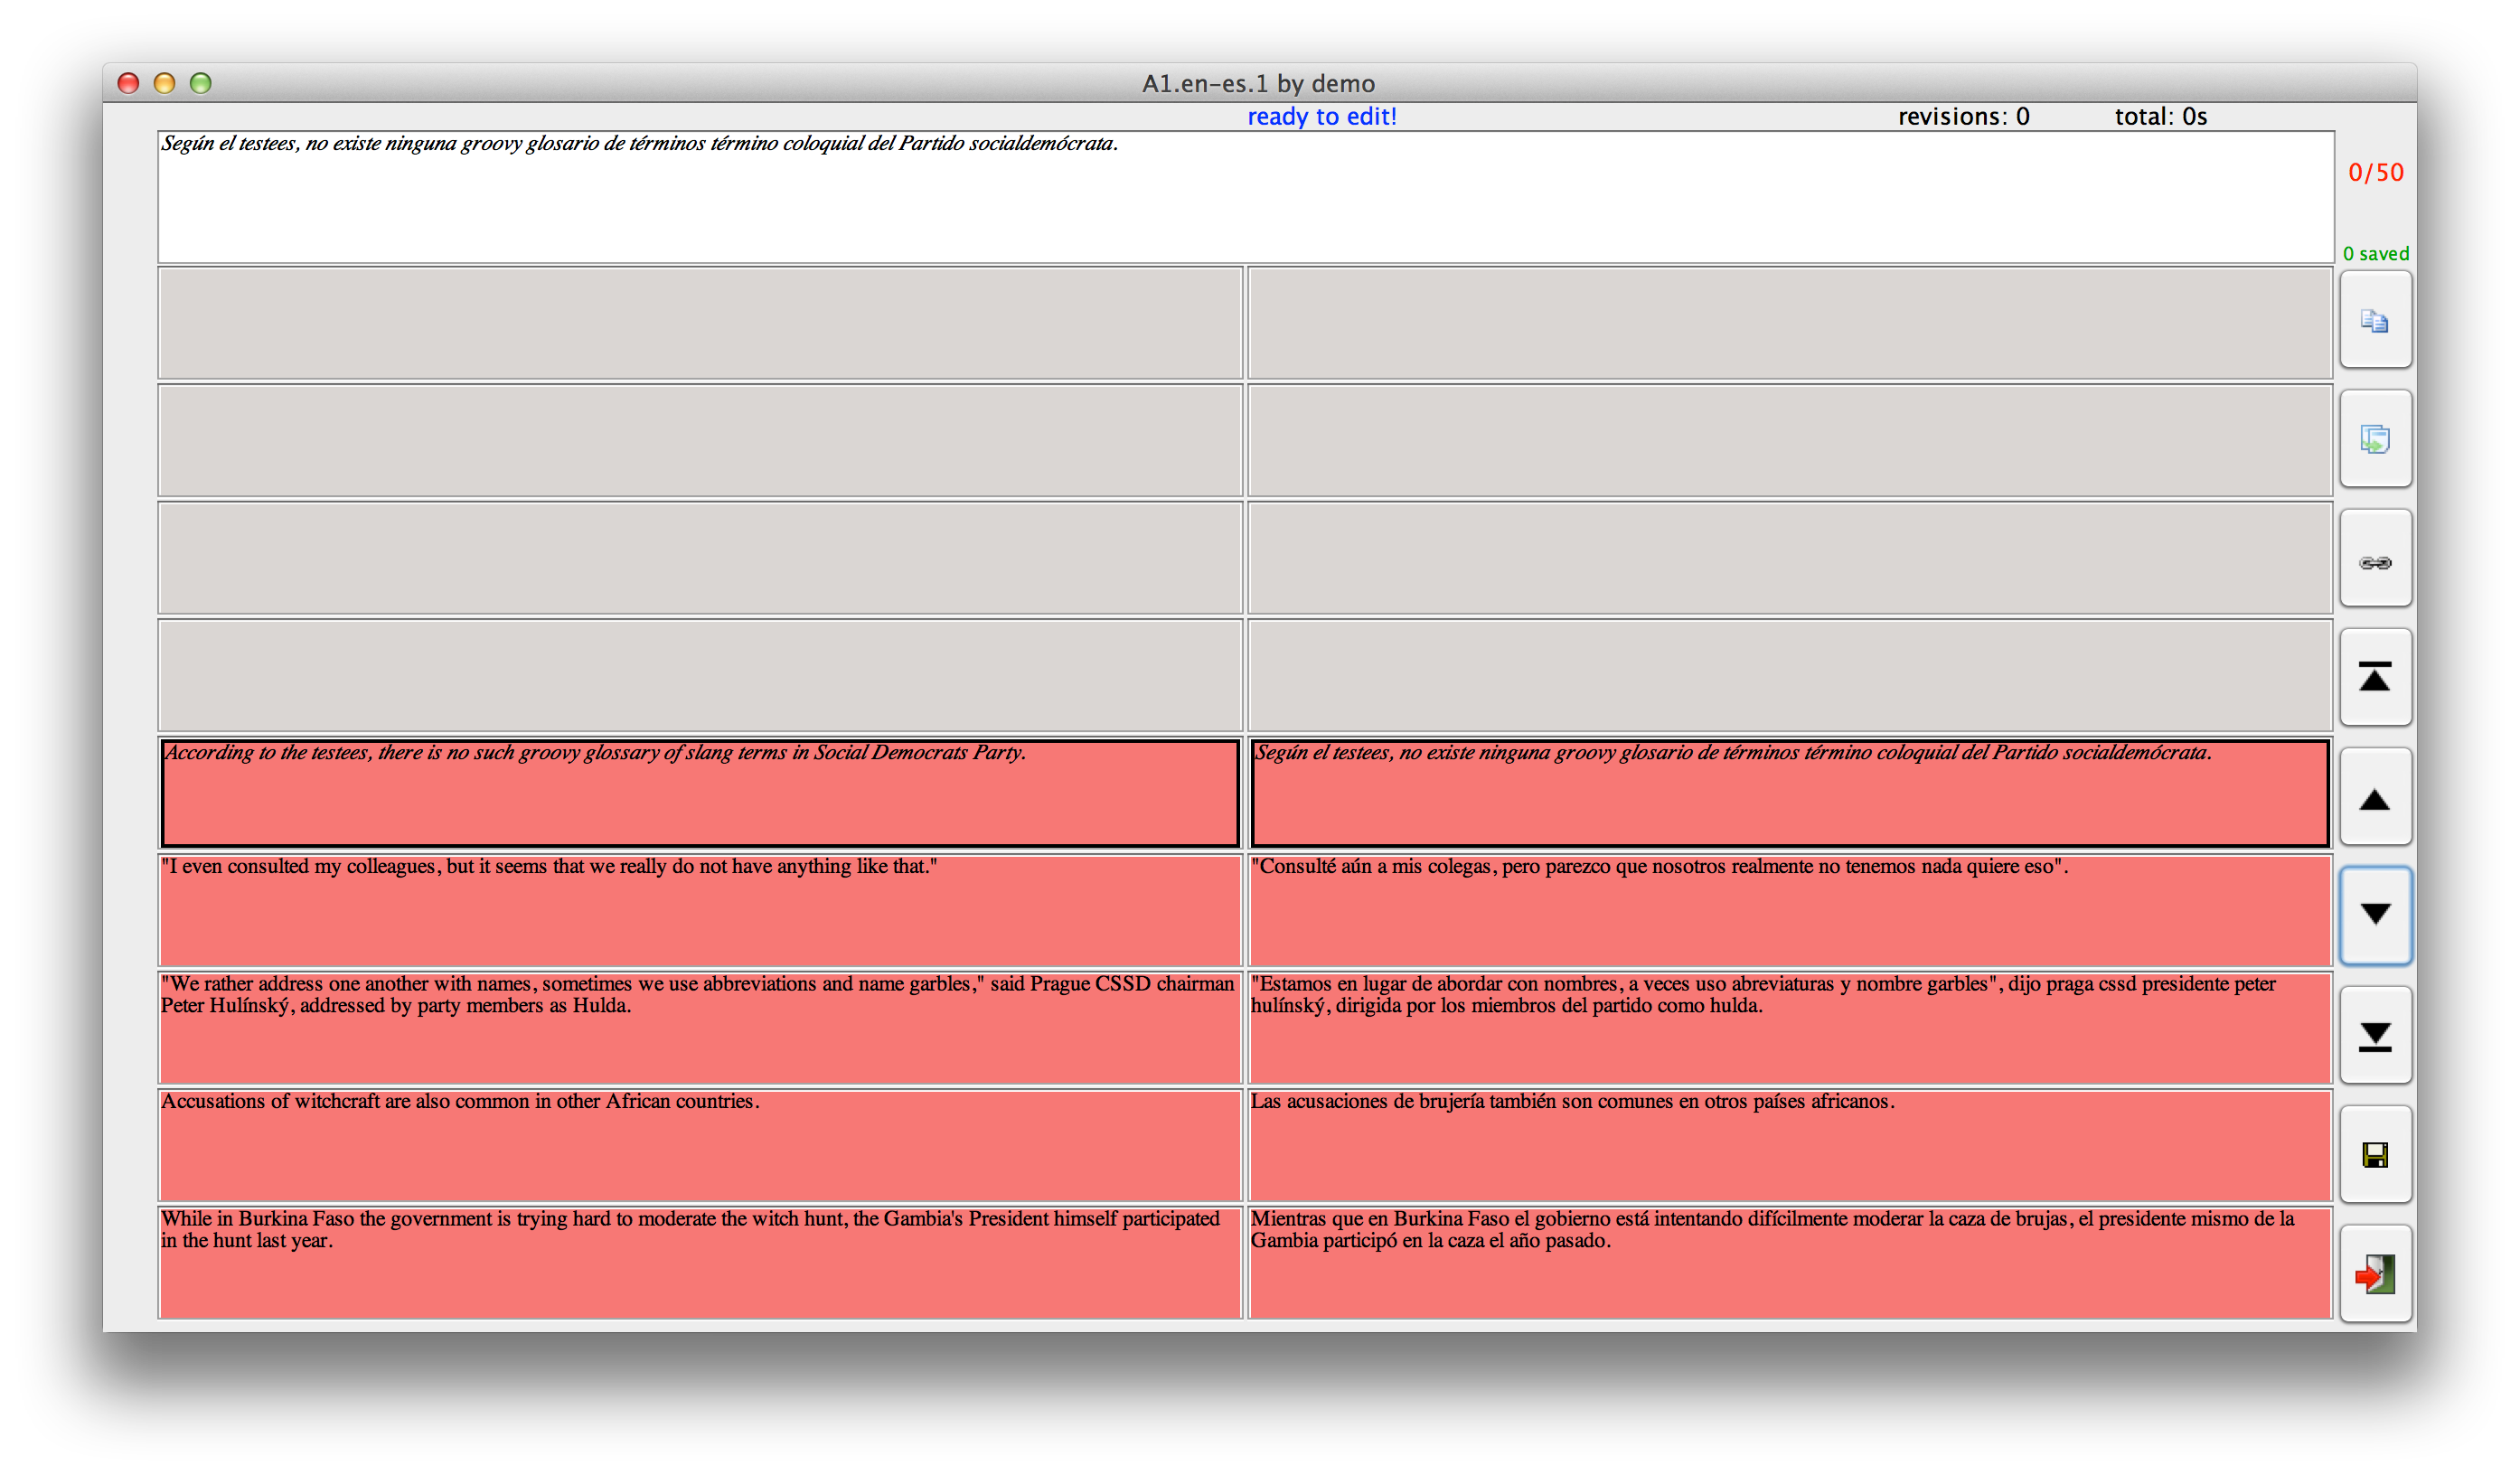 A1.en-es.1 by demo
ready to edit!
revisions: 0
total: 0s
Según el testees, no existe ninguna groovy glosario de términos término coloquial del Partido socialdemócrata.
0/50
0 saved
According to the testees, there is no such groovy glossary of slang terms in Social Democrats Party.
Según el testees, no existe ninguna groovy glosario de términos término coloquial del Partido socialdemócrata.
"I even consulted my colleagues, but it seems that we really do not have anything like that."
"Consulté aún a mis colegas, pero parezco que nosotros realmente no tenemos nada quiere eso".
"We rather address one another with names, sometimes we use abbreviations and name garbles," said Prague CSSD chairman
Peter Hulínský, addressed by party members as Hulda.
"Estamos en lugar de abordar con nombres, a veces uso abreviaturas y nombre garbles", dijo praga cssd presidente peter
hulínský, dirigida por los miembros del partido como hulda.
Accusations of witchcraft are also common in other African countries.
Las acusaciones de brujería también son comunes en otros países africanos.
While in Burkina Faso the government is trying hard to moderate the witch hunt, the Gambia's President himself participated
in the hunt last year.
Mientras que en Burkina Faso el gobierno está intentando difícilmente moderar la caza de brujas, el presidente mismo de la
Gambia participó en la caza el año pasado.